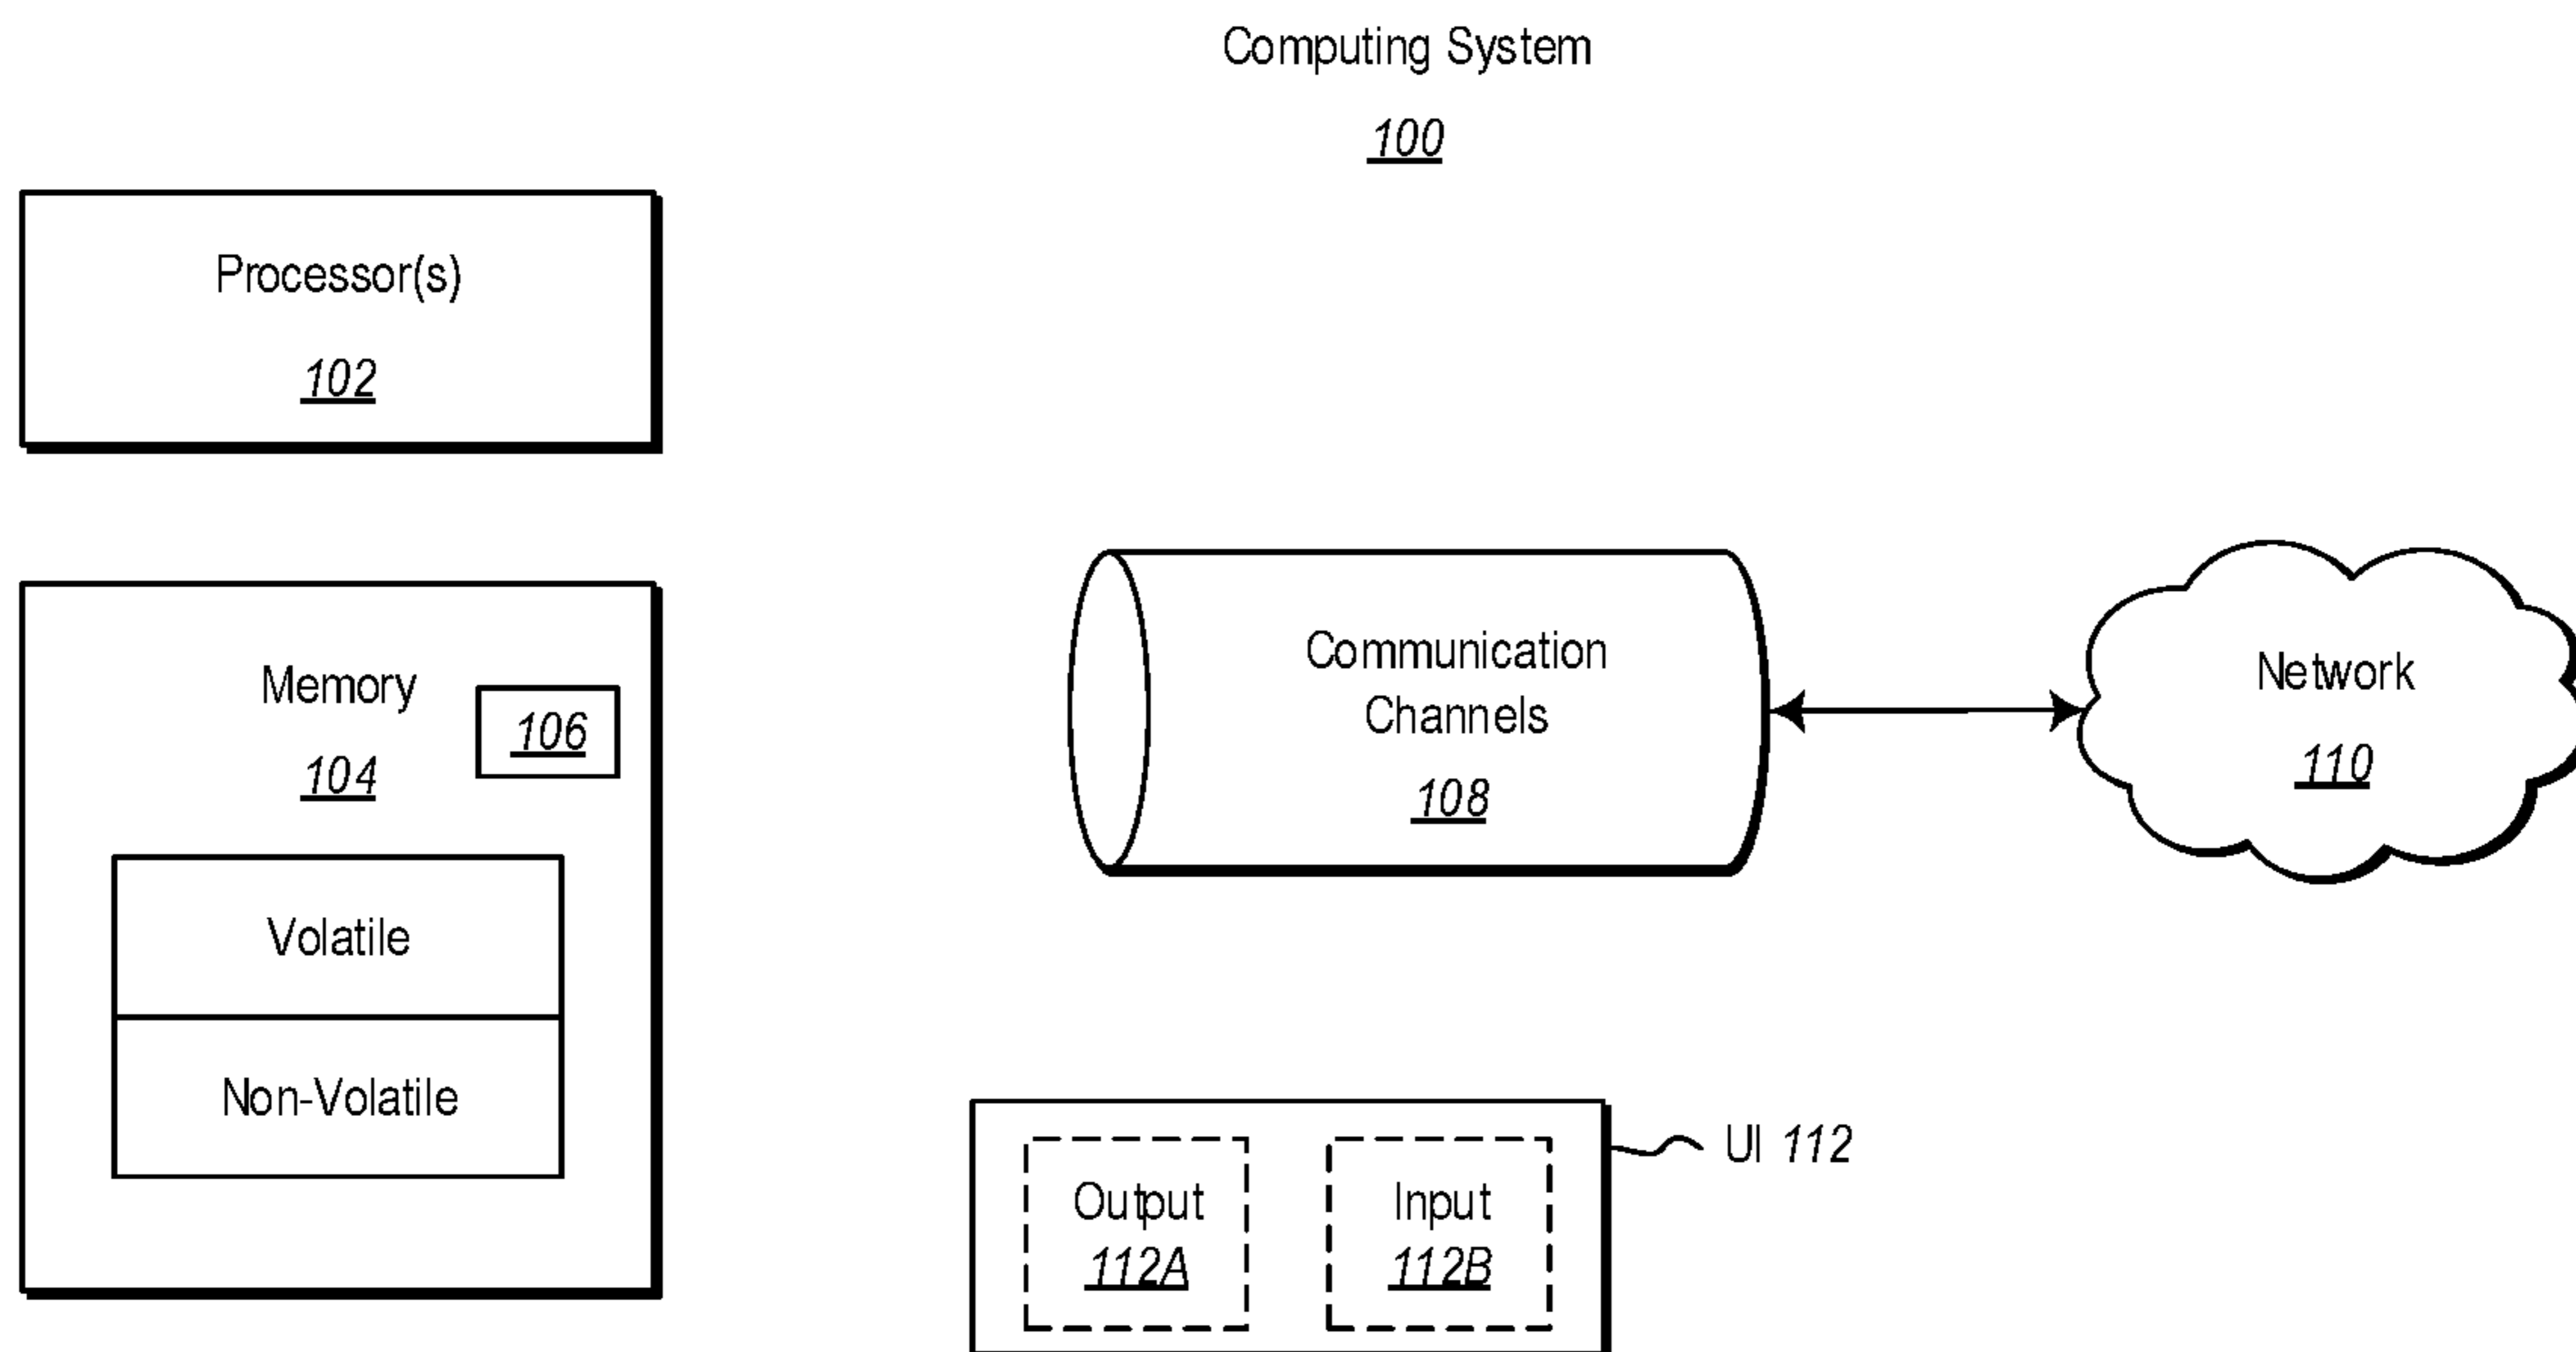 Computing System
100
Processor(s)
102
Memory
104
106
Volatile
Non-Volatile
Communication
Channels
108
Network
110
UI 112
Output
112A
Input
112B